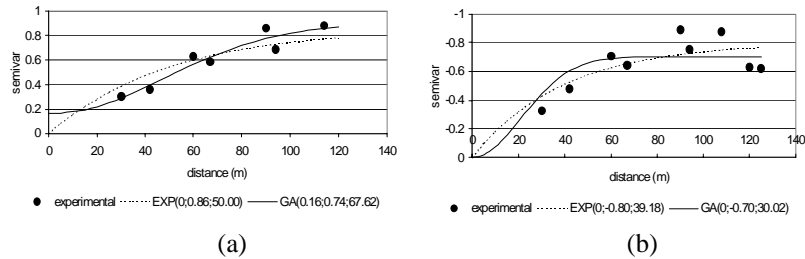 1
0.8
0.6
0.4
0.2
0
semivar
0 20 40 60 80 100 120 140
distance (m)
experimental EXP(0;0.86;50.00) GA(0.16;0.74;67.62)
(a)
-1
-0.8
-0.6
-0.4
-0.2
0
semivar
0 20 40 60 80 100 120 140
distance (m)
experimental EXP(0;-0.80;39.18) GA(0;-0.70;30.02)
(b)